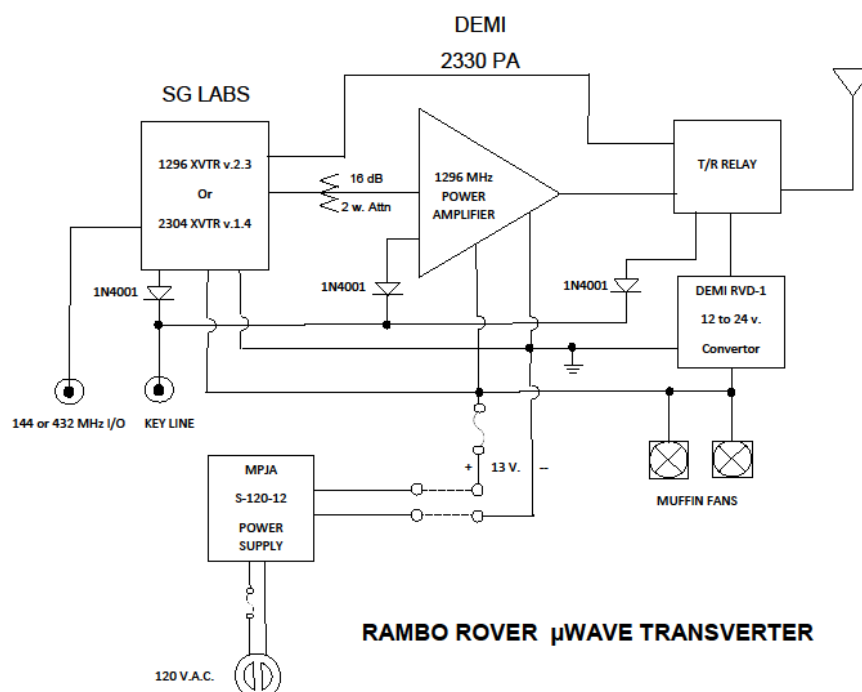 DEMI
2330 PA
SG LABS
1296 XVTR v.2.3
Or
2304 XVTR v.1.4
16 dB
2 w. Attn
1296 MHz
POWER
AMPLIFIER
T/R RELAY
1N4001
1N4001
1N4001
DEMI RVD-1
12 to 24 v.
Convertor
144 or 432 MHz I/O
KEY LINE
+ 13 V. --
MPJA
S-120-12
POWER
SUPPLY
MUFFIN FANS
RAMBO ROVER µWAVE TRANSVERTER
120 V.A.C.